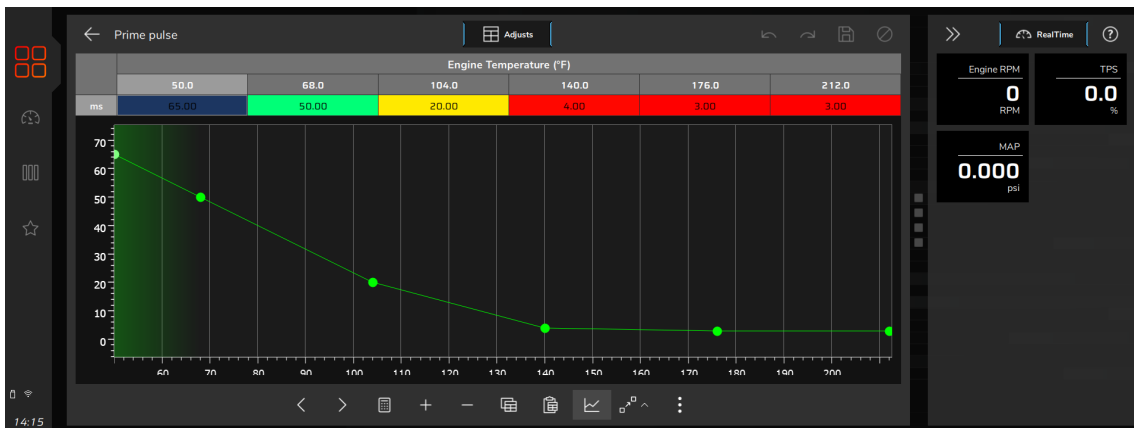 Prime pulse
Adjusts
RealTime
?
Engine Temperature (°F)
50.0 68.0 104.0 140.0 176.0 212.0
ms 65.00 50.00 20.00 4.00 3.00 3.00
Engine RPM
0
RPM
TPS
0.0
%
MAP
0.000
psi
70
60
50
40
30
20
10
0
60 70 80 90 100 110 120 130 140 150 160 170 180 190 200
14:15